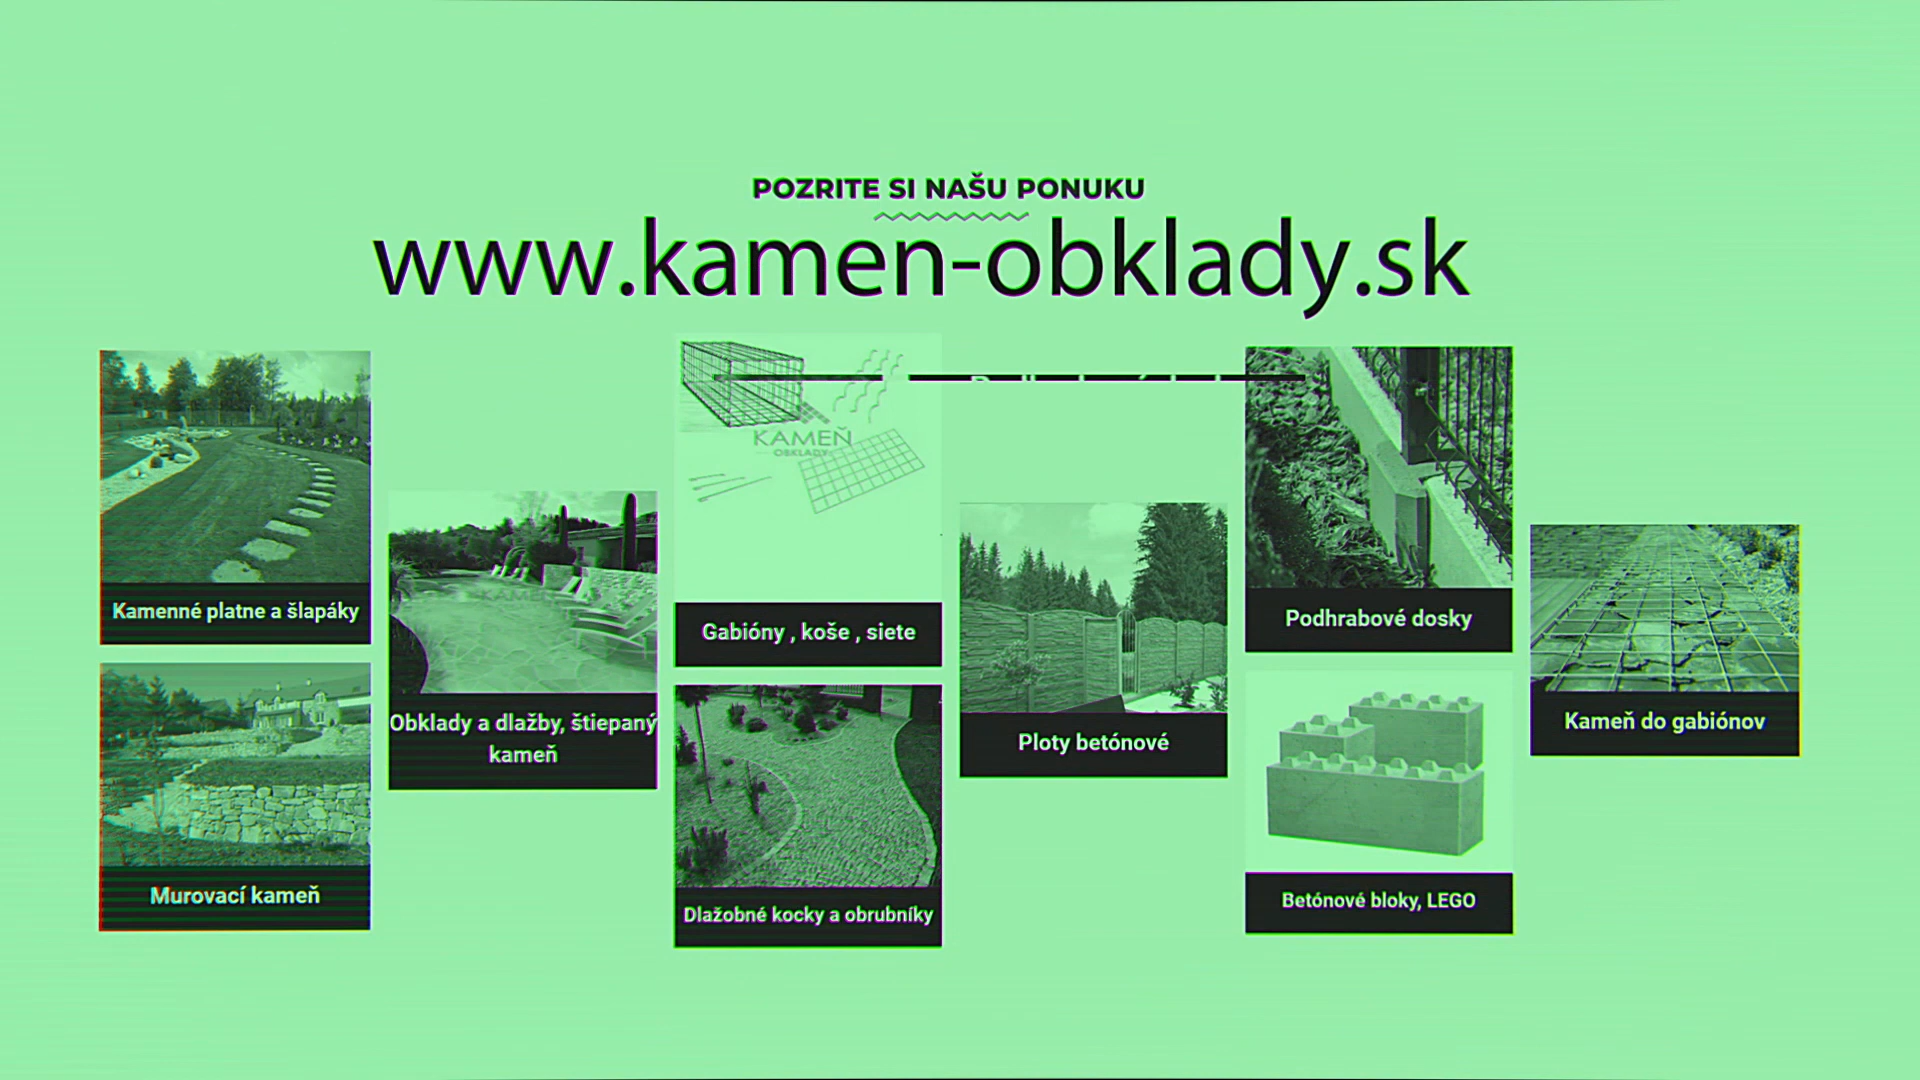 POZRITE SI NAŠU PONUKU
www.kamen-obklady.sk
KAMEŇ
OBKLADY
Kamenné platne a šlapáky
Murovací kameň
Obklady a dlažby, štiepaný
kameň
Gabióny , koše , siete
Dlažobné kocky a obrubníky
Ploty betónové
Podhrabové dosky
Betónové bloky, LEGO
Kameň do gabiónov